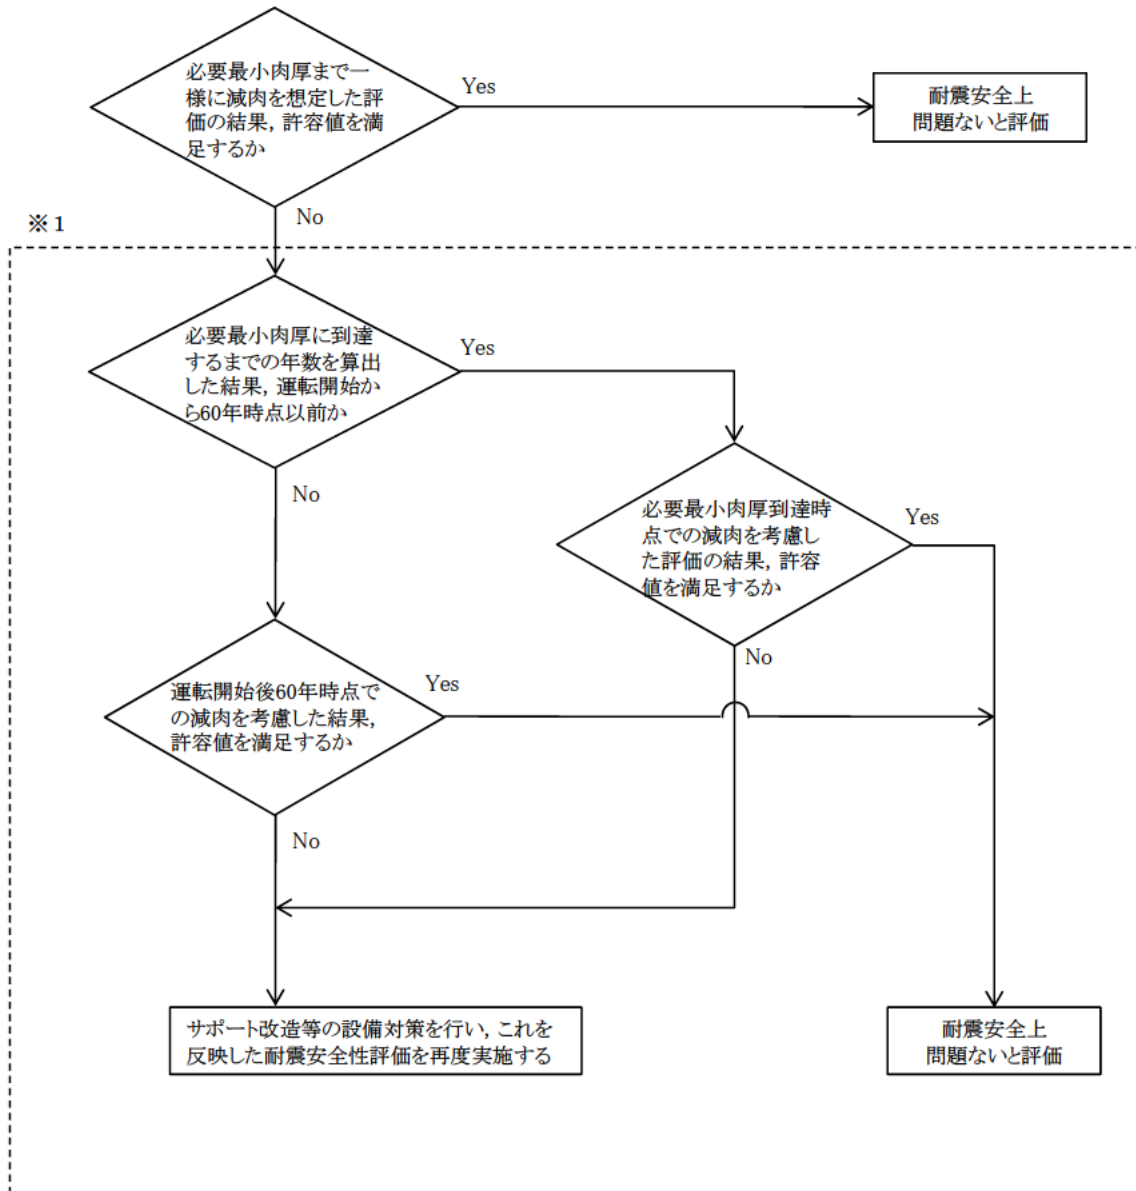 必要最小肉厚まで一
様に減肉を想定した評
価の結果，許容値を満
足するか
Yes
耐震安全上
問題ないと評価
No
※1
必要最小肉厚に到達
するまでの年数を算出
した結果，運転開始か
ら60年時点以前か
Yes
No
必要最小肉厚到達時
点での減肉を考慮し
た評価の結果，許容
値を満足するか
Yes
No
運転開始後60年時点で
の減肉を考慮した結果，
許容値を満足するか
Yes
No
サポート改造等の設備対策を行い，これを
反映した耐震安全性評価を再度実施する
耐震安全上
問題ないと評価